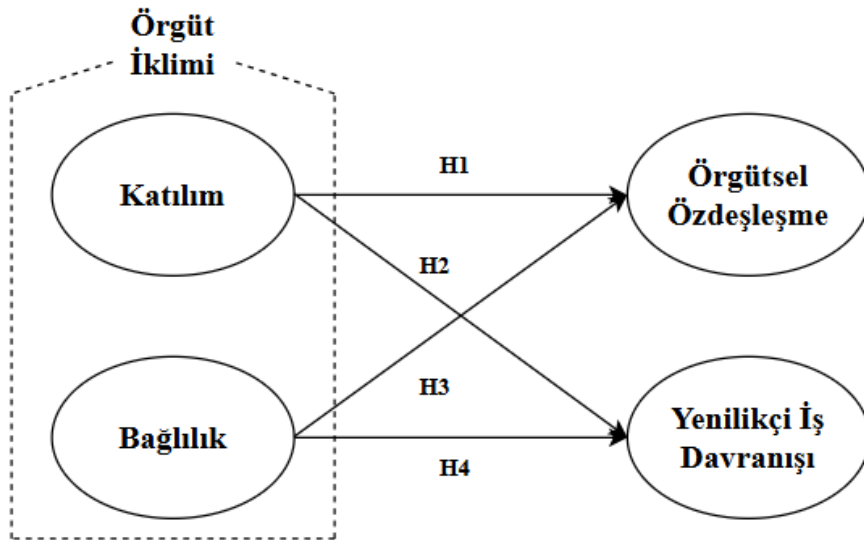 Örgüt
İklimi
Katılım
H1
Örgütsel
Özdeşleşme
H2
H3
Bağlılık
H4
Yenilikçi İş
Davranışı